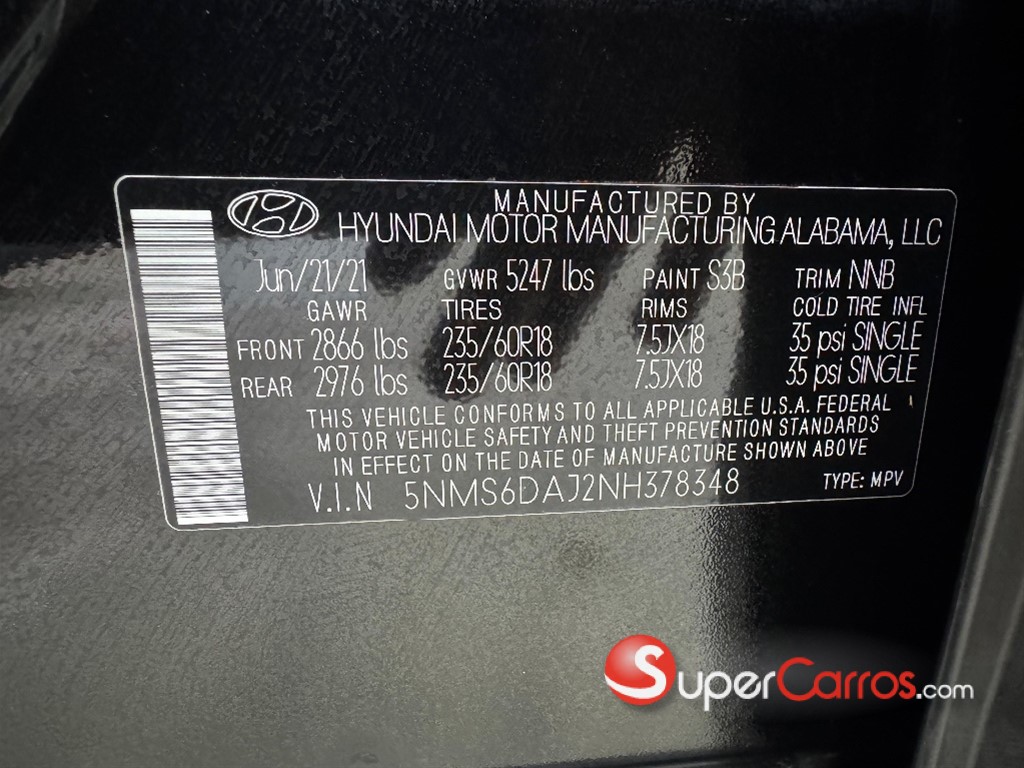 MANUFACTURED BY
HYUNDAI MOTOR MANUFACTURING ALABAMA, LLC
Jun/21/21 GVWR 5247 lbs PAINT S3B TRIM NNB
GAWR TIRES RIMS COLD TIRE INFL
FRONT 2866 lbs 235/60R18 7.5JX18 35 psi SINGLE
REAR 2976 lbs 235/60R18 7.5JX18 35 psi SINGLE
THIS VEHICLE CONFORMS TO ALL APPLICABLE U.S.A. FEDERAL
MOTOR VEHICLE SAFETY AND THEFT PREVENTION STANDARDS
IN EFFECT ON THE DATE OF MANUFACTURE SHOWN ABOVE
V.I.N 5NMS6DAJ2NH378348 TYPE: MPV
SuperCarros.com